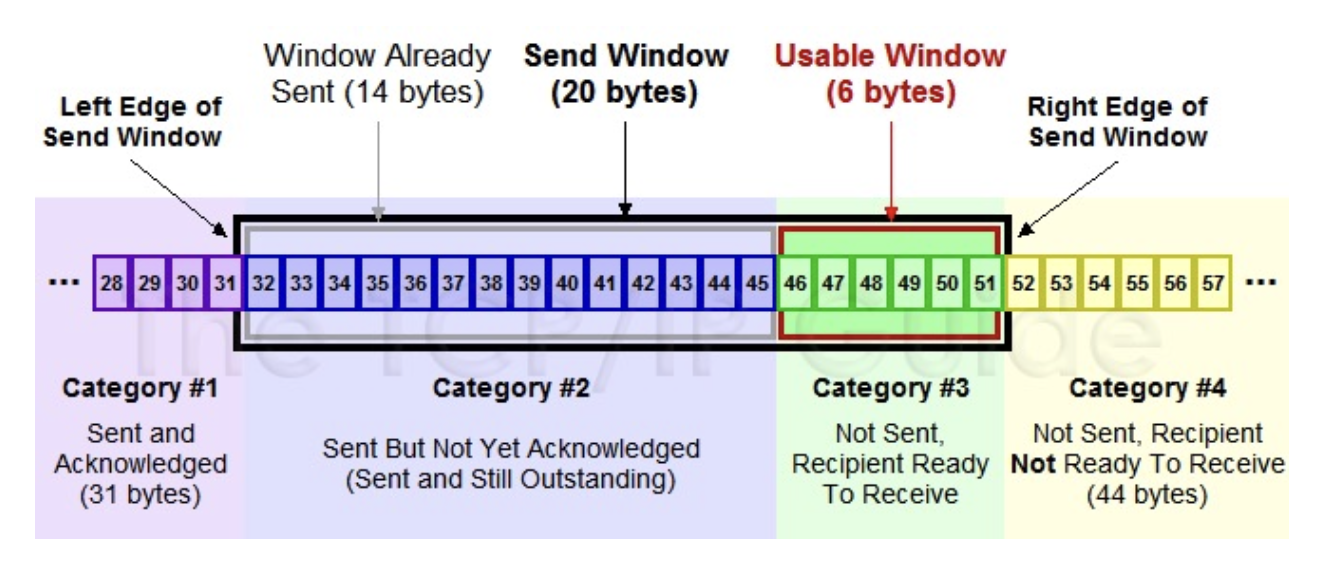 Window Already
Sent (14 bytes)
Send Window
(20 bytes)
Usable Window
(6 bytes)
Left Edge of
Send Window
Right Edge of
Send Window
... 28 29 30 31 32 33 34 35 36 37 38 39 40 41 42 43 44 45 46 47 48 49 50 51 52 53 54 55 56 57 ...
The TCP/IP Guide
Category #1
Sent and
Acknowledged
(31 bytes)
Category #2
Sent But Not Yet Acknowledged
(Sent and Still Outstanding)
Category #3
Not Sent,
Recipient Ready
To Receive
Category #4
Not Sent, Recipient
Not Ready To Receive
(44 bytes)